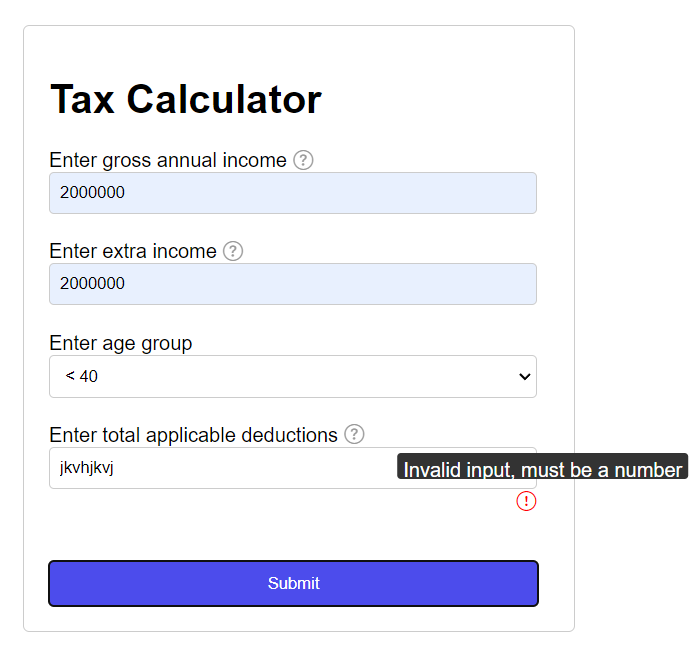 Tax Calculator
Enter gross annual income ?
2000000
Enter extra income ?
2000000
Enter age group
< 40
Enter total applicable deductions ?
jkvhjkvj
Invalid input, must be a number
!
Submit